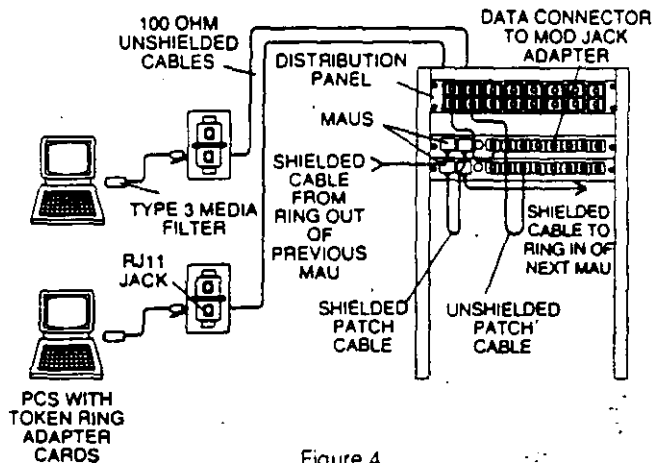 100 OHM
UNSHIELDED
CABLES
DATA CONNECTOR
TO MOD JACK
ADAPTER
DISTRIBUTION
PANEL
MAUS
SHIELDED
CABLE
FROM
RING OUT
OF
PREVIOUS
MAU
TYPE 3 MEDIA
FILTER
SHIELDED
CABLE TO
RING IN OF
NEXT MAU
RJ11
JACK
SHIELDED
PATCH
CABLE
UNSHIELDED
PATCH
CABLE
PCS WITH
TOKEN RING
ADAPTER
CARDS
Figure 4